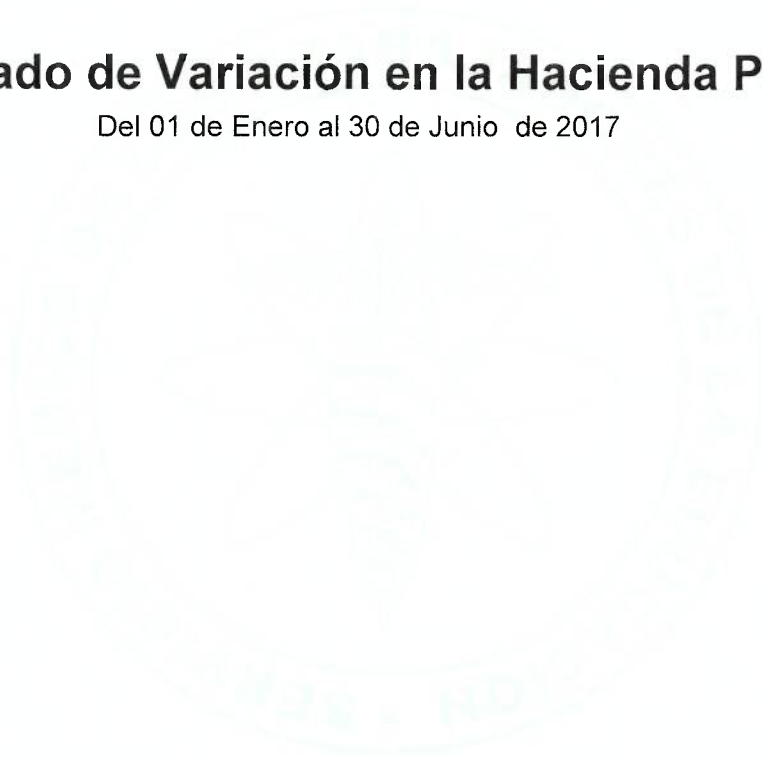 ado de Variación en la Hacienda P
Del 01 de Enero al 30 de Junio de 2017